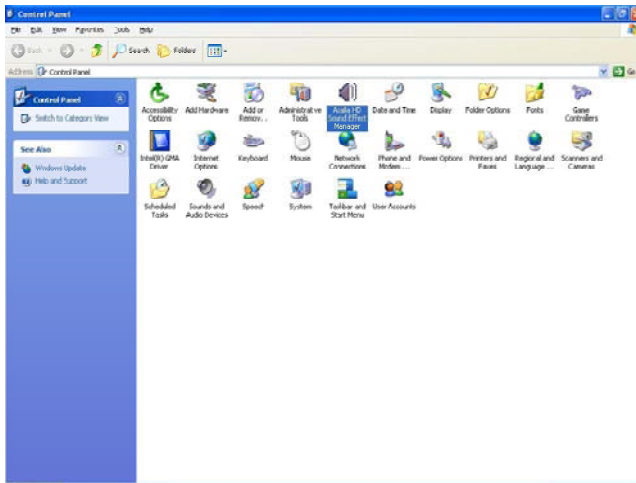 Control Panel
File Edit View Favorites Tools Help
Back Search Folders
Address Control Panel Go
Control Panel
Switch to Category View
See Also
Windows Update
Help and Support
Accessibility Options
Add Hardware
Add or Remov...
Administrative Tools
Sound Effect Manager
Date and Time
Display
Folder Options
Fonts
Game Controllers
Intel(R) GMA Driver
Internet Options
Keyboard
Mouse
Network Connections
Phone and Modem ...
Power Options
Printers and Faxes
Regional and Language ...
Scanners and Cameras
Scheduled Tasks
Sounds and Audio Devices
Speech
System
Taskbar and Start Menu
User Accounts